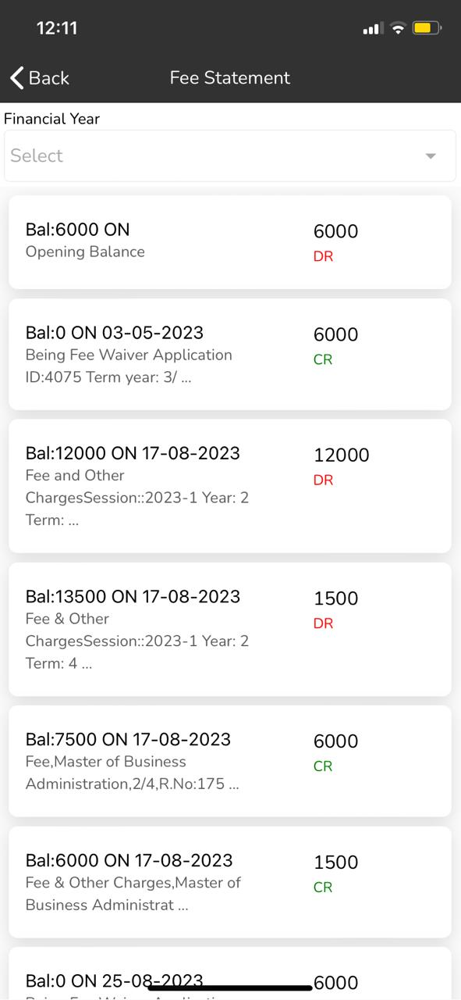 12:11
Back
Fee Statement
Financial Year
Select
Bal:6000 ON
6000
Opening Balance
DR
Bal:0 ON 03-05-2023
6000
Being Fee Waiver Application
CR
ID:4075 Term year: 3/ ...
Bal:12000 ON 17-08-2023
12000
Fee and Other
DR
ChargesSession::2023-1 Year: 2
Term: ...
Bal:13500 ON 17-08-2023
1500
Fee & Other
DR
ChargesSession::2023-1 Year: 2
Term: 4 ...
Bal:7500 ON 17-08-2023
6000
Fee,Master of Business
CR
Administration,2/4,R.No:175 ...
Bal:6000 ON 17-08-2023
1500
Fee & Other Charges,Master of
CR
Business Administrat ...
Bal:0 ON 25-08-2023
6000